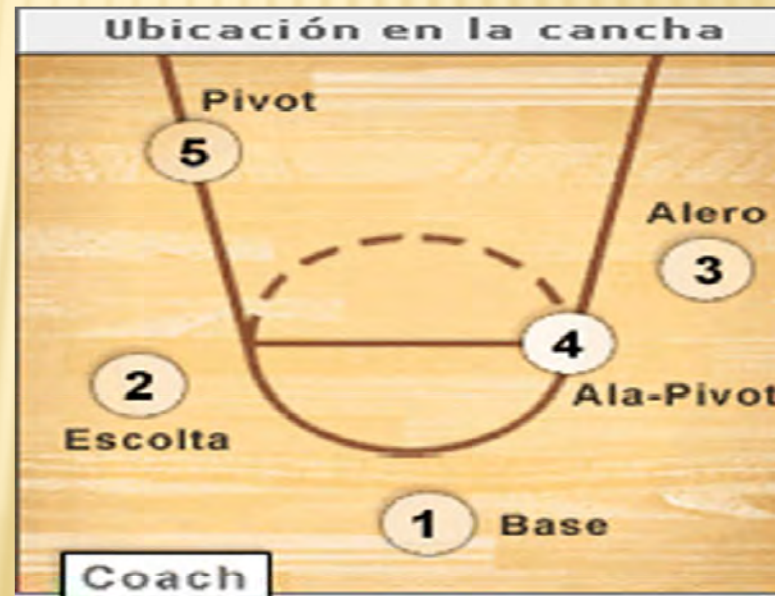 Ubicación en la cancha
Pivot
5
Alero
3
4
Ala-Pivot
2
Escolta
1
Base
Coach